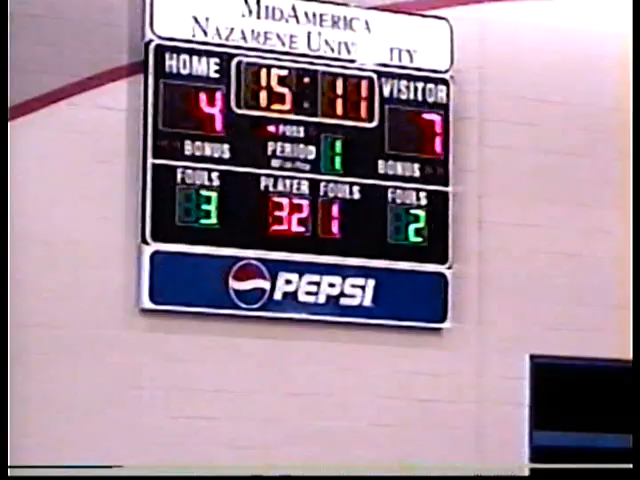 MIDAMERICA
NAZARENE UNIV ITY
HOME 15:11 VISITOR
4 7
POSS
BONUS PERIOD 1 BONUS
FOULS PLAYER FOULS FOULS
3 32 1 2
PEPSI